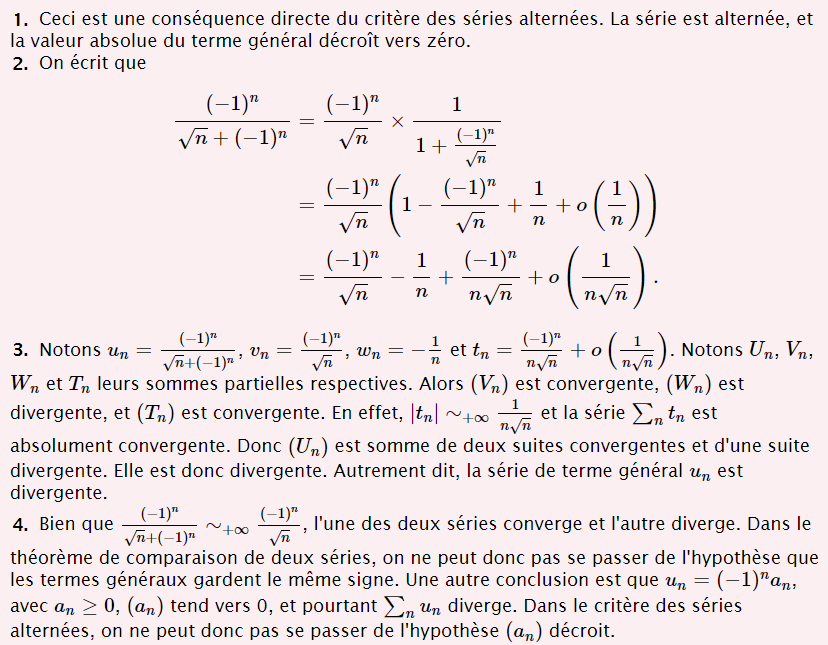 1. Ceci est une conséquence directe du critère des séries alternées. La série est alternée, et
la valeur absolue du terme général décroît vers zéro.
2. On écrit que
$$\frac{(-1)^n}{\sqrt{n}+(-1)^n} = \frac{(-1)^n}{\sqrt{n}} \times \frac{1}{1+\frac{(-1)^n}{\sqrt{n}}}$$
$$= \frac{(-1)^n}{\sqrt{n}}\left(1-\frac{(-1)^n}{\sqrt{n}}+\frac{1}{n}+o\left(\frac{1}{n}\right)\right)$$
$$= \frac{(-1)^n}{\sqrt{n}}-\frac{1}{n}+\frac{(-1)^n}{n\sqrt{n}}+o\left(\frac{1}{n\sqrt{n}}\right).$$
3. Notons $u_n = \frac{(-1)^n}{\sqrt{n}+(-1)^n}$, $v_n = \frac{(-1)^n}{\sqrt{n}}$, $w_n = -\frac{1}{n}$ et $t_n = \frac{(-1)^n}{n\sqrt{n}}+o\left(\frac{1}{n\sqrt{n}}\right)$. Notons $U_n$, $V_n$,
$W_n$ et $T_n$ leurs sommes partielles respectives. Alors $(V_n)$ est convergente, $(W_n)$ est
divergente, et $(T_n)$ est convergente. En effet, $|t_n| \sim_{+\infty} \frac{1}{n\sqrt{n}}$ et la série $\sum_n t_n$ est
absolument convergente. Donc $(U_n)$ est somme de deux suites convergentes et d'une suite
divergente. Elle est donc divergente. Autrement dit, la série de terme général $u_n$ est
divergente.
4. Bien que $\frac{(-1)^n}{\sqrt{n}+(-1)^n} \sim_{+\infty} \frac{(-1)^n}{\sqrt{n}}$, l'une des deux séries converge et l'autre diverge. Dans le
théorème de comparaison de deux séries, on ne peut donc pas se passer de l'hypothèse que
les termes généraux gardent le même signe. Une autre conclusion est que $u_n = (-1)^n a_n$,
avec $a_n \geq 0$, $(a_n)$ tend vers 0, et pourtant $\sum_n u_n$ diverge. Dans le critère des séries
alternées, on ne peut donc pas se passer de l'hypothèse $(a_n)$ décroit.